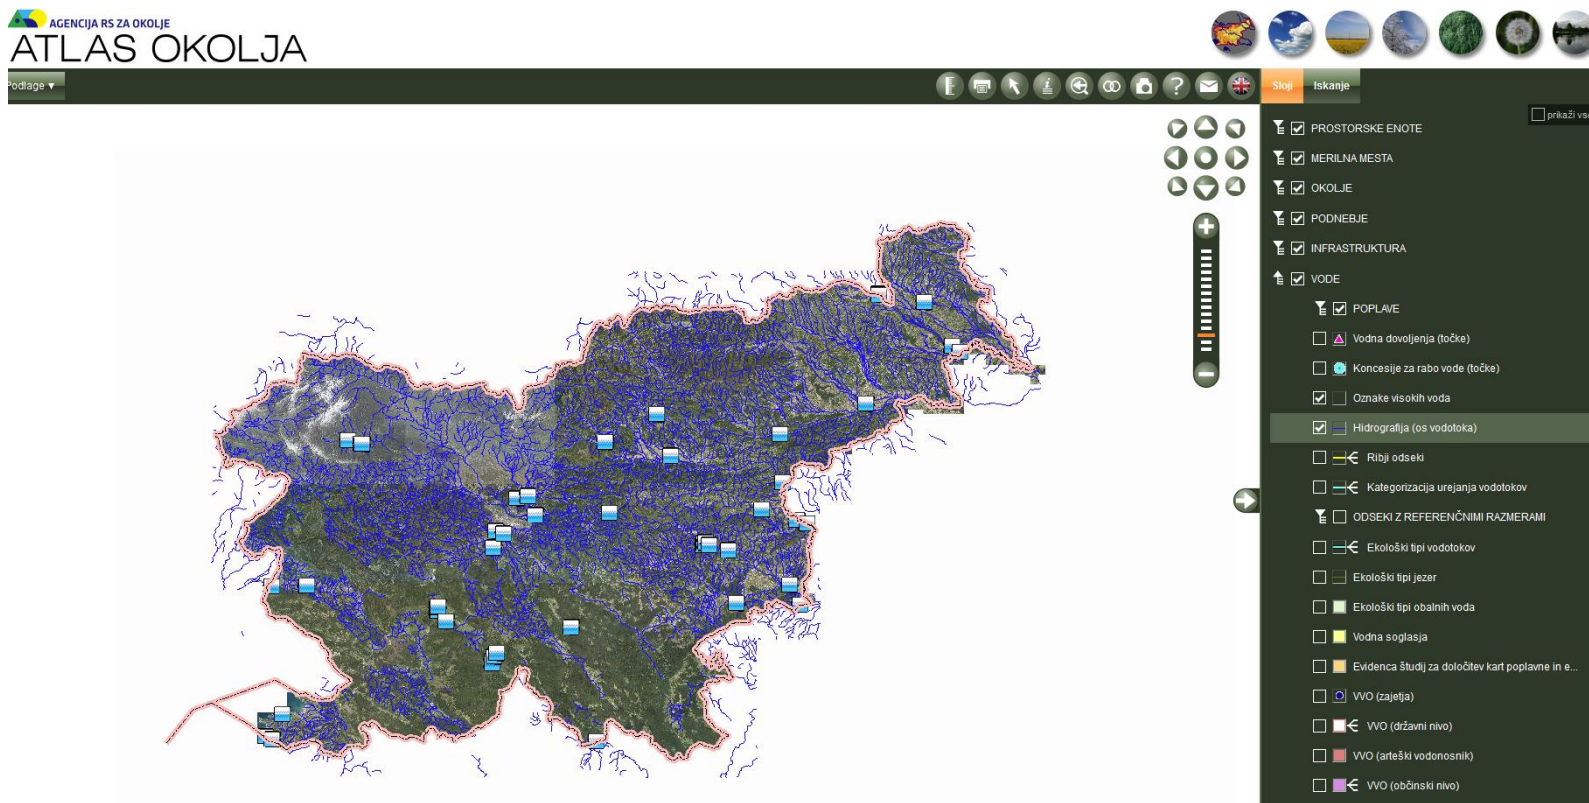 AGENCIJA RS ZA OKOLJE
ATLAS OKOLJA
Podlage ▼
Sloji
Iskanje
prikaži vse
PROSTORSKE ENOTE
MERILNA MESTA
OKOLJE
PODNEBJE
INFRASTRUKTURA
VODE
POPLAVE
Vodna dovoljenja (točke)
Koncesije za rabo vode (točke)
Oznake visokih voda
Hidrografija (os vodotoka)
Ribji odseki
Kategorizacija urejanja vodotokov
ODSEKI Z REFERENČNIMI RAZMERAMI
Ekološki tipi vodotokov
Ekološki tipi jezer
Ekološki tipi obalnih voda
Vodna soglasja
Evidenca študij za določitev kart poplavne in e...
VVO (zajetja)
VVO (državni nivo)
VVO (arteški vodonosnik)
VVO (občinski nivo)